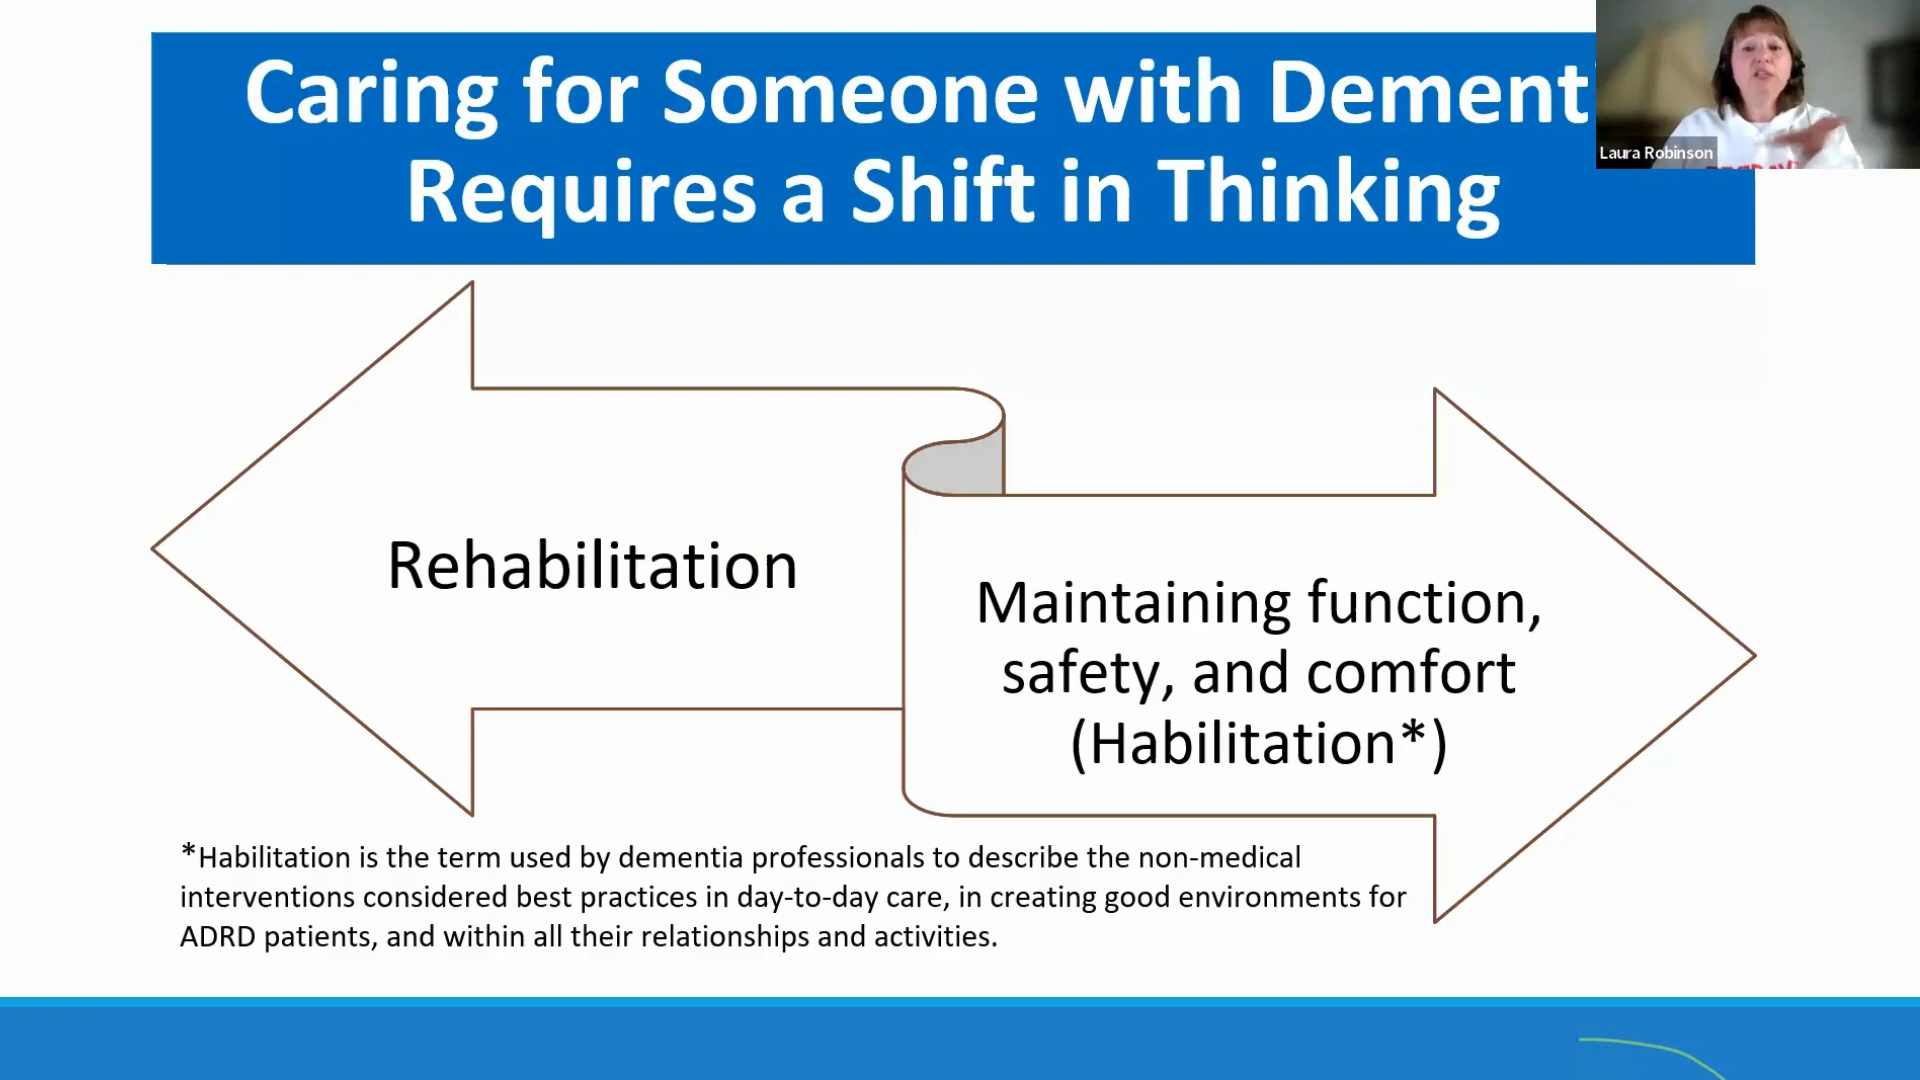 Caring for Someone with Dementi
Requires a Shift in Thinking
Laura Robinson
Rehabilitation
Maintaining function,
safety, and comfort
(Habilitation*)
*Habilitation is the term used by dementia professionals to describe the non-medical
interventions considered best practices in day-to-day care, in creating good environments for
ADRD patients, and within all their relationships and activities.